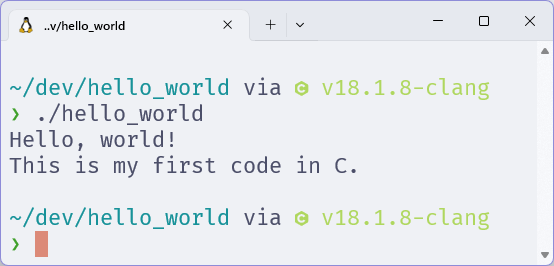 ..v/hello_world
~/dev/hello_world via C v18.1.8-clang
❯ ./hello_world
Hello, world!
This is my first code in C.
~/dev/hello_world via C v18.1.8-clang
❯